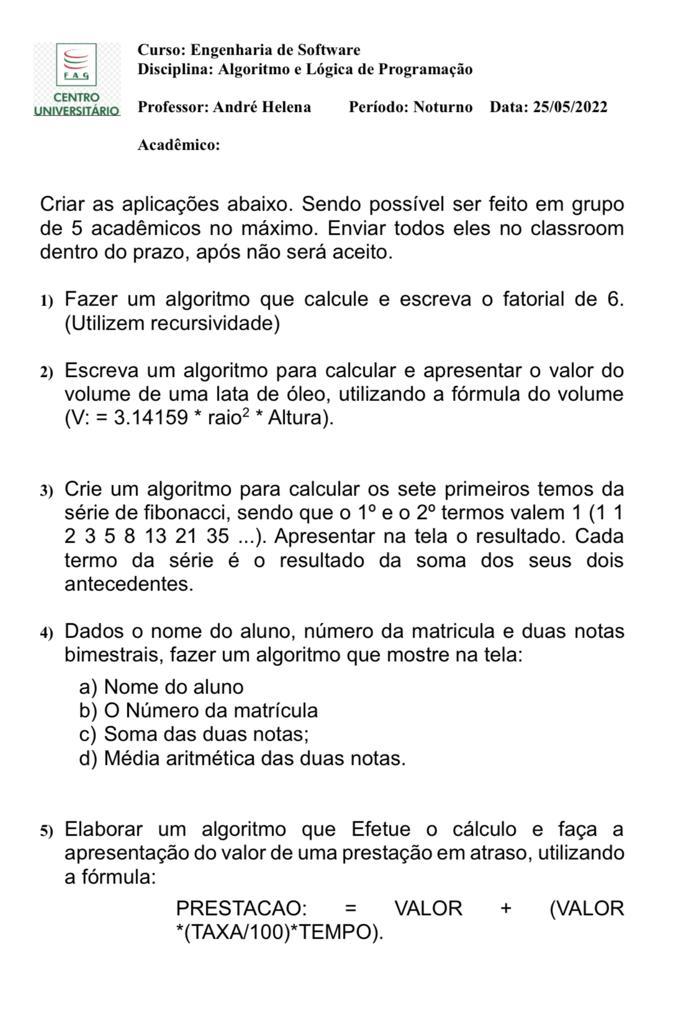 Curso: Engenharia de Software
Disciplina: Algoritmo e Lógica de Programação
FAG
CENTRO
UNIVERSITÁRIO
Professor: André Helena Período: Noturno Data: 25/05/2022
Acadêmico:
Criar as aplicações abaixo. Sendo possível ser feito em grupo
de 5 acadêmicos no máximo. Enviar todos eles no classroom
dentro do prazo, após não será aceito.
1) Fazer um algoritmo que calcule e escreva o fatorial de 6.
(Utilizem recursividade)
2) Escreva um algoritmo para calcular e apresentar o valor do
volume de uma lata de óleo, utilizando a fórmula do volume
(V: = 3.14159 * raio² * Altura).
3) Crie um algoritmo para calcular os sete primeiros temos da
série de fibonacci, sendo que o 1º e o 2º termos valem 1 (1 1
2 3 5 8 13 21 35 ...). Apresentar na tela o resultado. Cada
termo da série é o resultado da soma dos seus dois
antecedentes.
4) Dados o nome do aluno, número da matricula e duas notas
bimestrais, fazer um algoritmo que mostre na tela:
a) Nome do aluno
b) O Número da matrícula
c) Soma das duas notas;
d) Média aritmética das duas notas.
5) Elaborar um algoritmo que Efetue o cálculo e faça a
apresentação do valor de uma prestação em atraso, utilizando
a fórmula:
PRESTACAO: = VALOR + (VALOR
*(TAXA/100)*TEMPO).